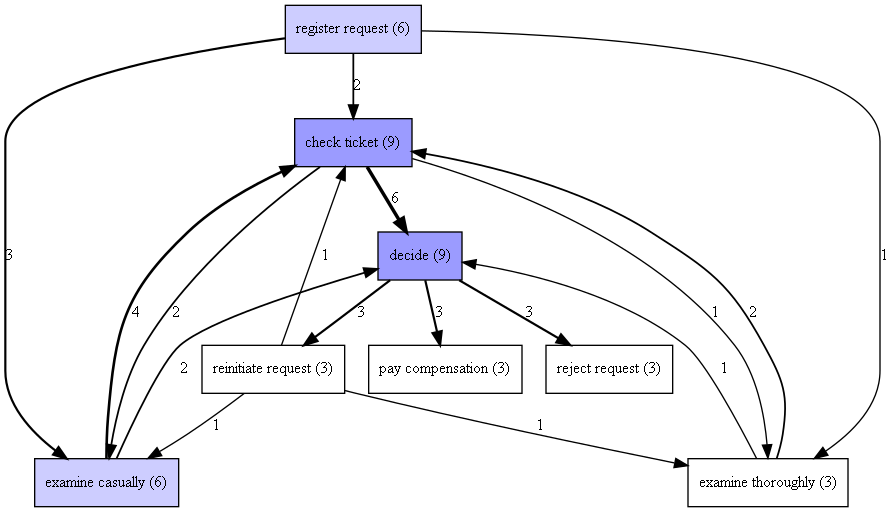 register request (6)
2
check ticket (9)
6
decide (9)
3
1
1
4
2
3
3
3
1
2
2
1
reinitiate request (3)
pay compensation (3)
reject request (3)
1
1
examine casually (6)
examine thoroughly (3)